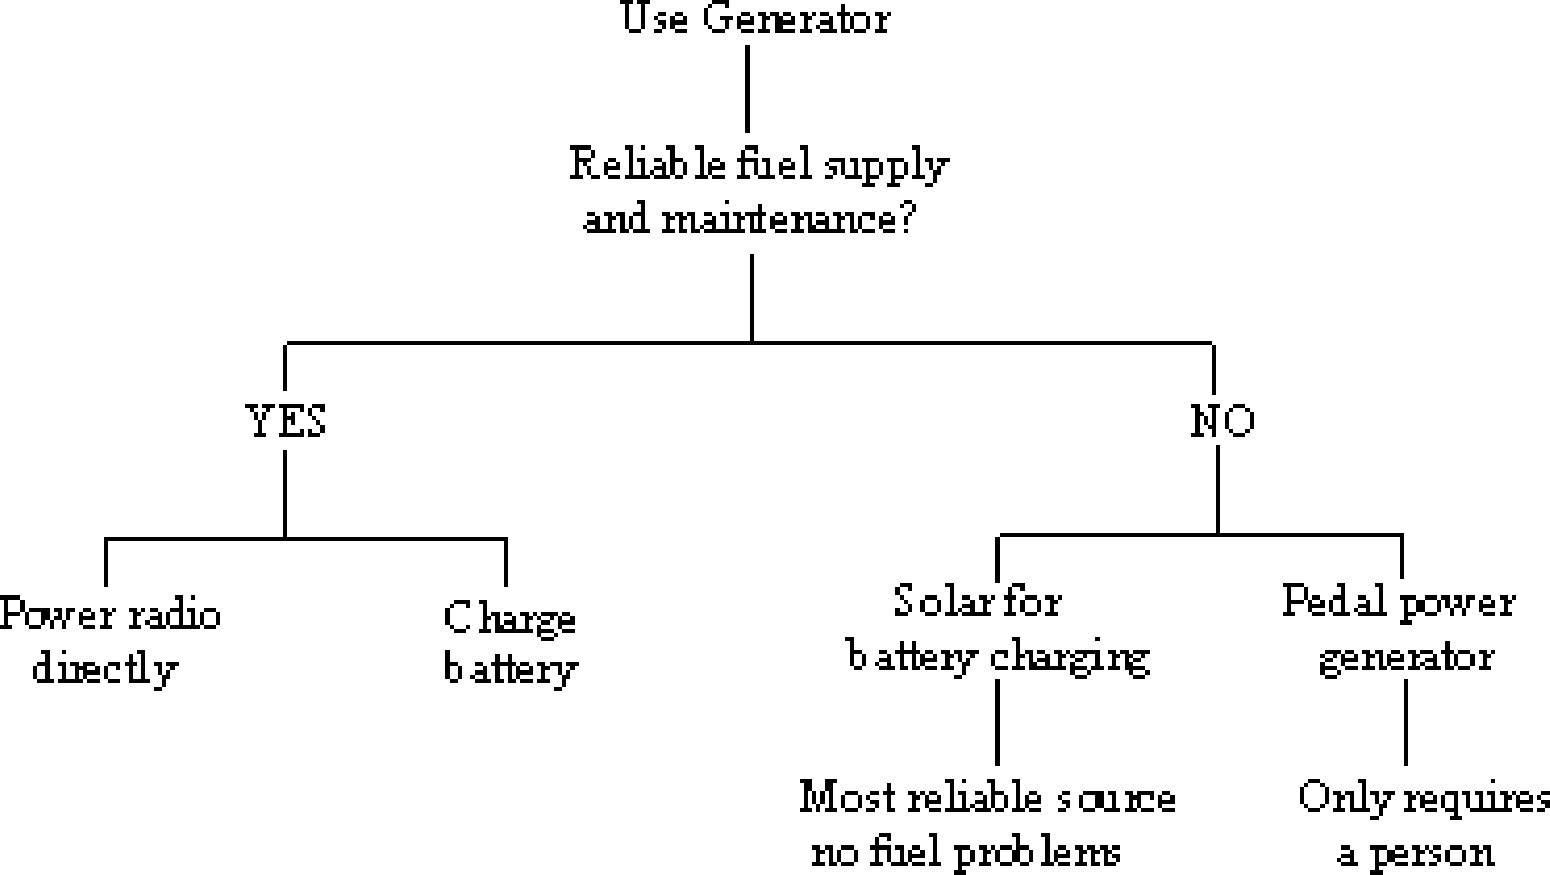 Use Generator
Reliable fuel supply
and maintenance?
YES
NO
Power radio
directly
Charge
battery
Solar for
battery charging
Pedal power
generator
Most reliable source
no fuel problems
Only requires
a person